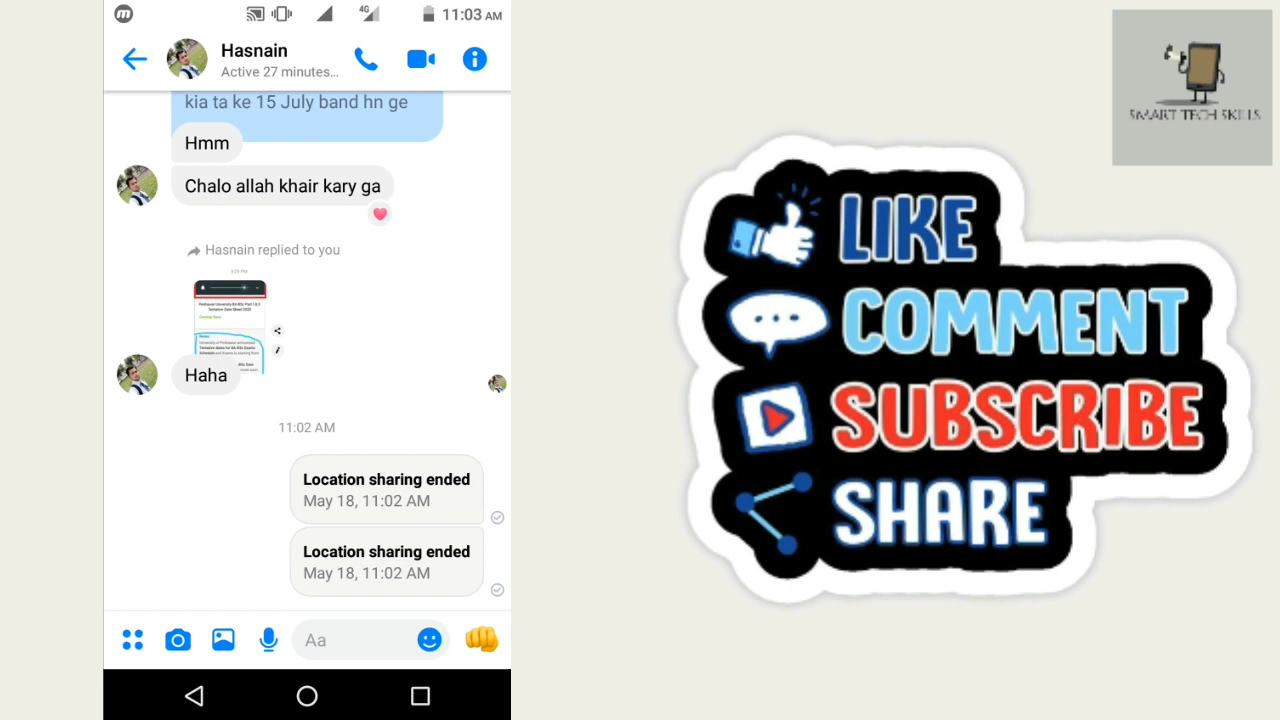 11:03 AM
4G
Hasnain
Active 27 minutes...
kia ta ke 15 July band hn ge
Hmm
Chalo allah khair kary ga
Hasnain replied to you
Haha
11:02 AM
Location sharing ended
May 18, 11:02 AM
Location sharing ended
May 18, 11:02 AM
Aa
LIKE
COMMENT
SUBSCRIBE
SHARE
SMART TECH SKILLS